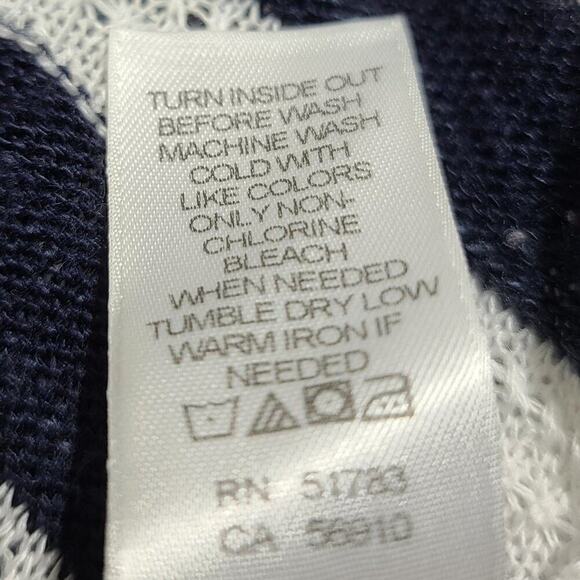 TURN INSIDE OUT
BEFORE WASH
MACHINE WASH
COLD WITH
LIKE COLORS
ONLY NON-
CHLORINE
BLEACH
WHEN NEEDED
TUMBLE DRY LOW
WARM IRON IF
NEEDED
RN 51783
CA 56910